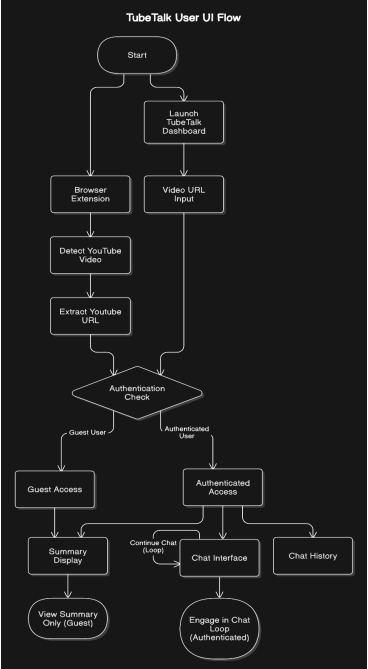 TubeTalk User UI Flow
Start
Launch
TubeTalk
Dashboard
Browser
Extension
Video URL
Input
Detect YouTube
Video
Extract Youtube
URL
Authentication
Check
Guest User
Authenticated
User
Guest Access
Authenticated
Access
Summary
Display
Continue Chat
(Loop)
Chat Interface
Chat History
View Summary
Only (Guest)
Engage in Chat
Loop
(Authenticated)